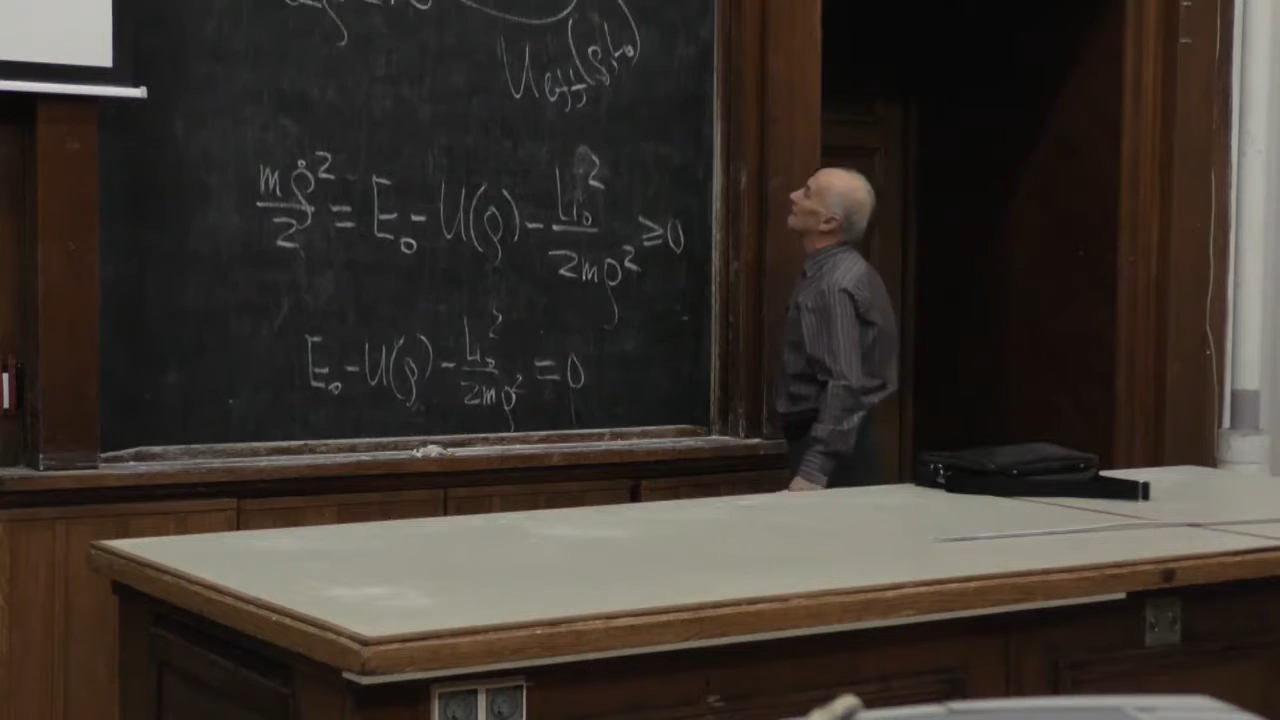 U_eff(ρ, L₀)
mρ̇²/2 = E₀ - U(ρ) - L₀²/2mρ² ≥ 0
E₀ - U(ρ) - L₀²/2mρ² = 0